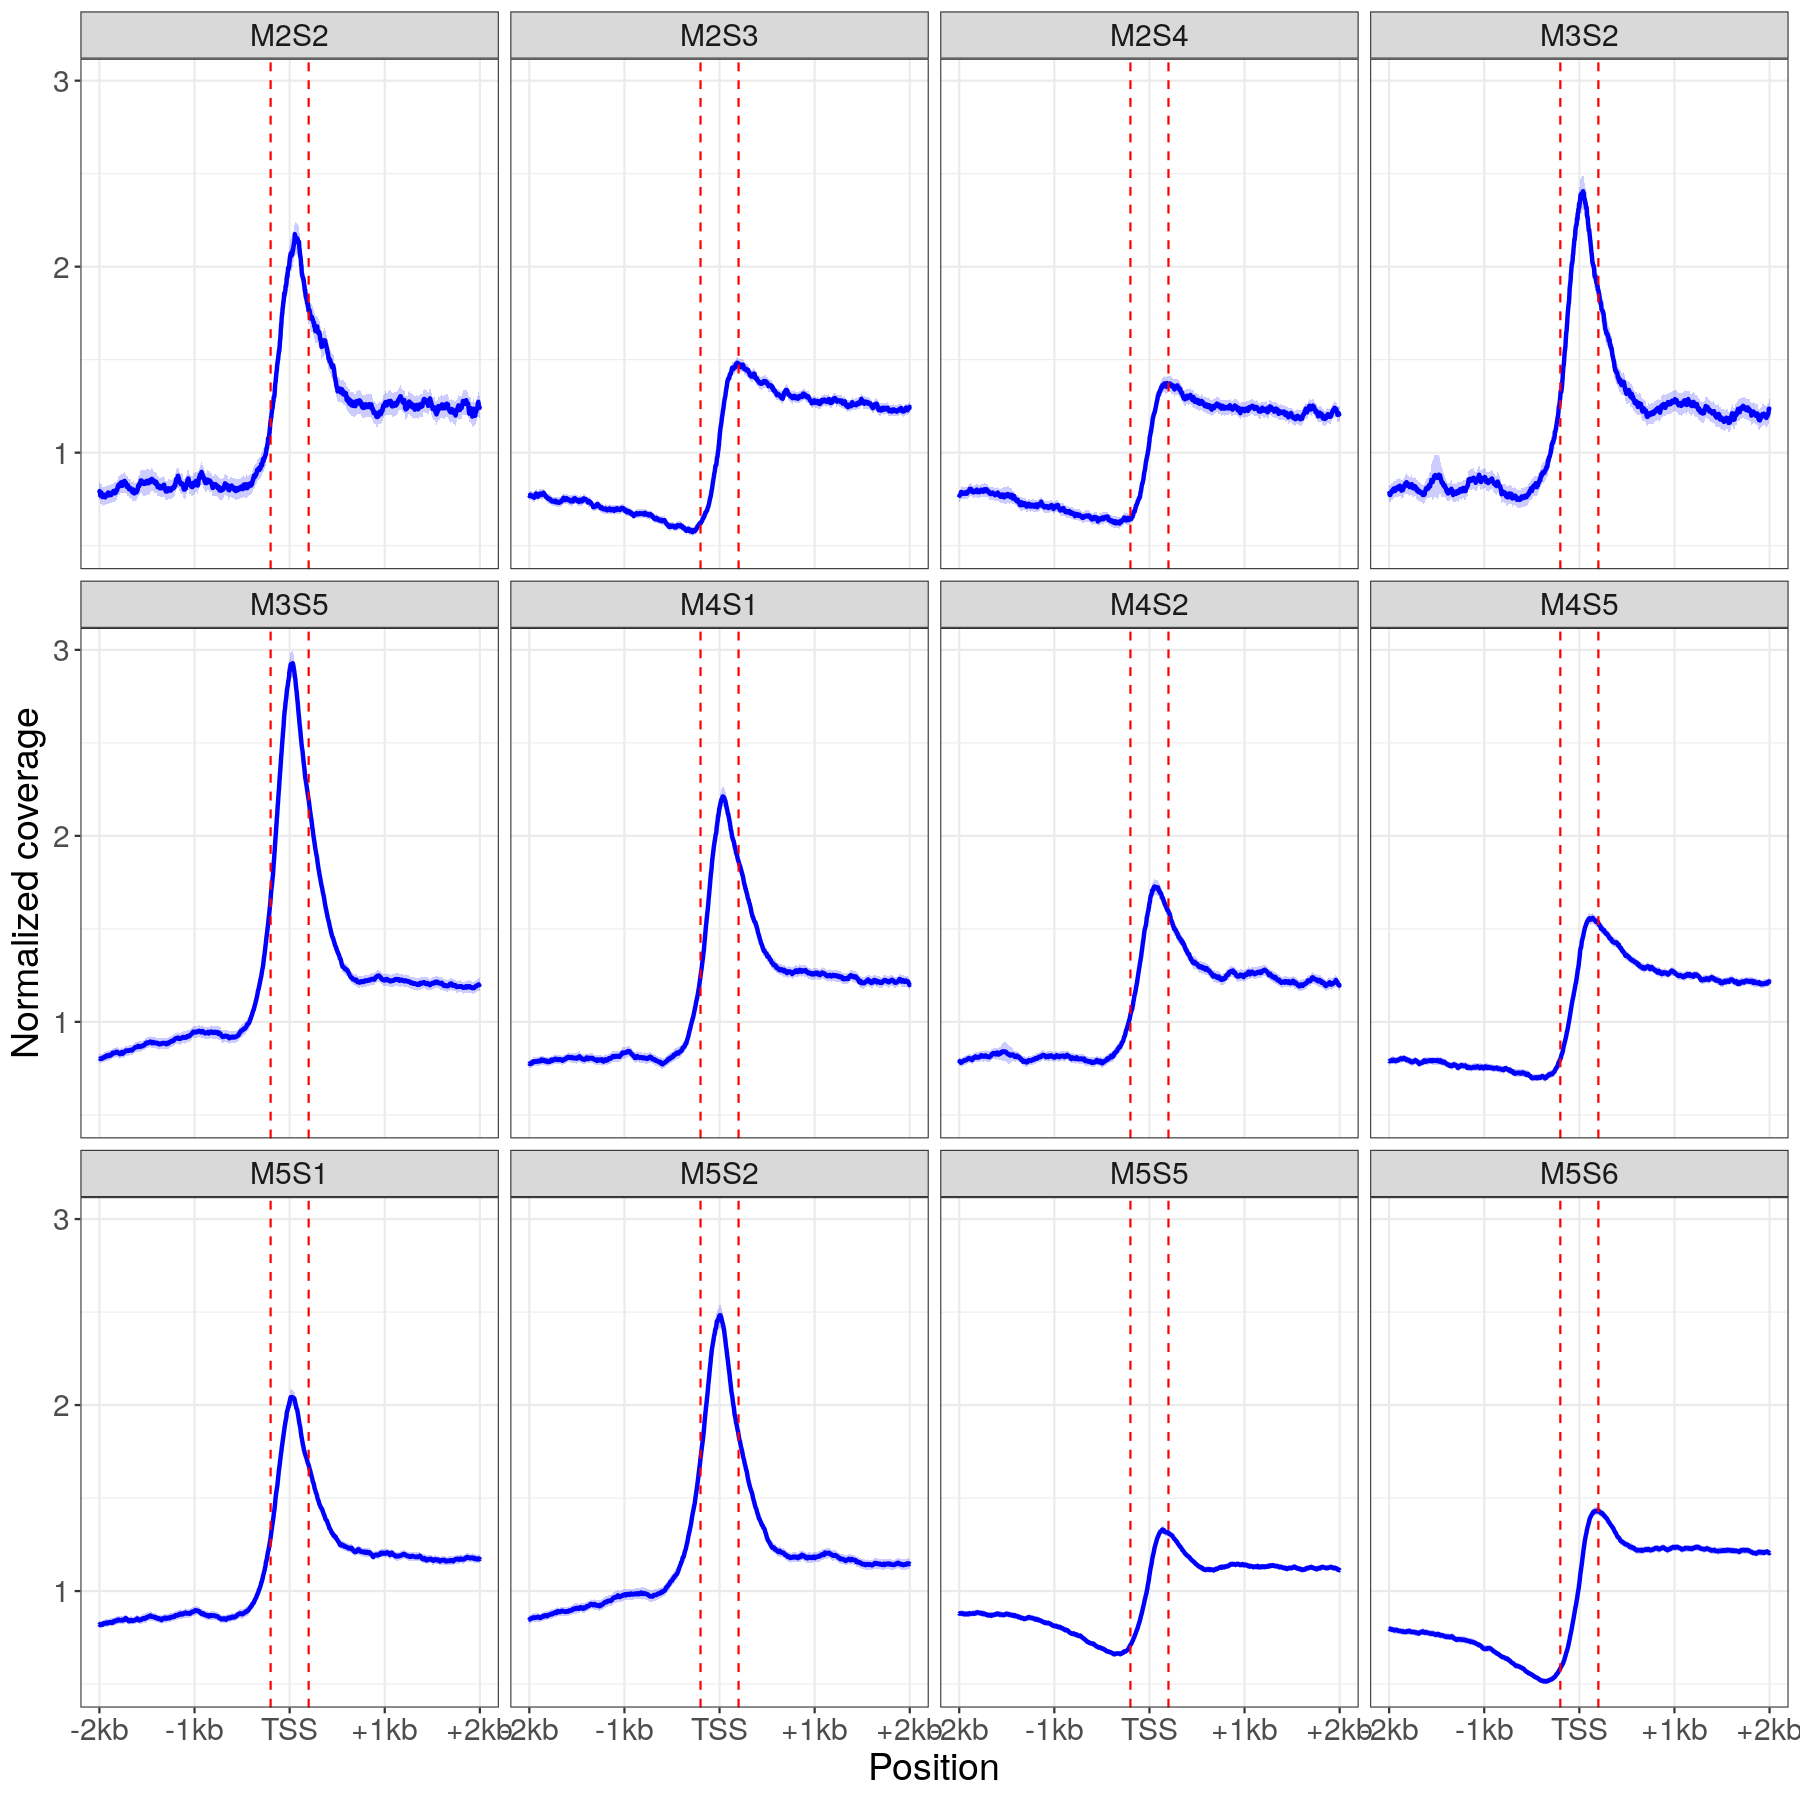 M2S2 M2S3 M2S4 M3S2
3
2
1
M3S5 M4S1 M4S2 M4S5
3
2
1
Normalized coverage
M5S1 M5S2 M5S5 M5S6
3
2
1
-2kb -1kb TSS +1kb +2kb -2kb -1kb TSS +1kb +2kb -2kb -1kb TSS +1kb +2kb -2kb -1kb TSS +1kb +2kb
Position